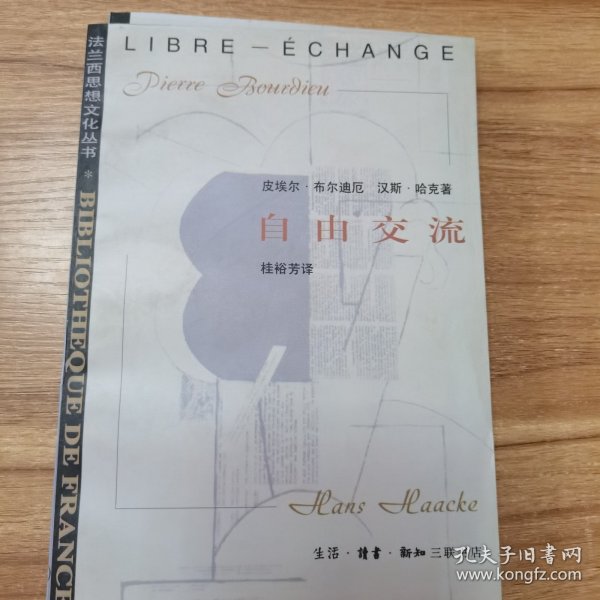 LIBRE – ÉCHANGE
Pierre Bourdieu
皮埃尔·布尔迪厄 汉斯·哈克著
自由交流
桂裕芳译
Hans Haacke
生活·讀書·新知三联书店
法兰西思想文化丛书 * BIBLIOTHEQUE DE FRANCE
孔夫子旧书网
www.kongfz.com